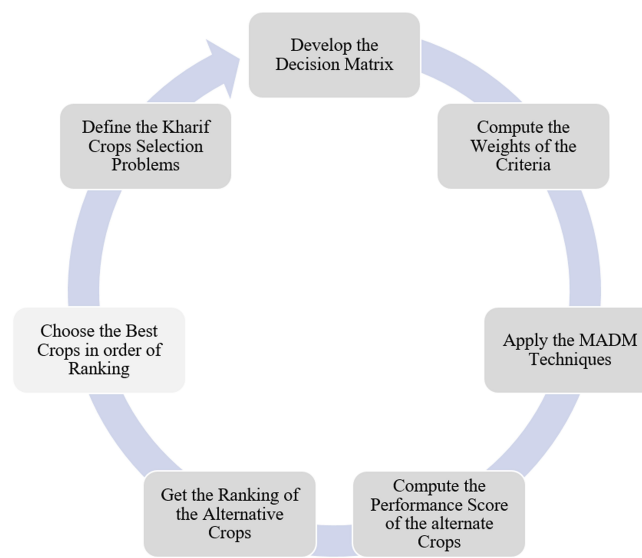 Develop the
Decision Matrix
Compute the
Weights of the
Criteria
Apply the MADM
Techniques
Compute the
Performance Score
of the alternate
Crops
Get the Ranking of
the Alternative
Crops
Choose the Best
Crops in order of
Ranking
Define the Kharif
Crops Selection
Problems